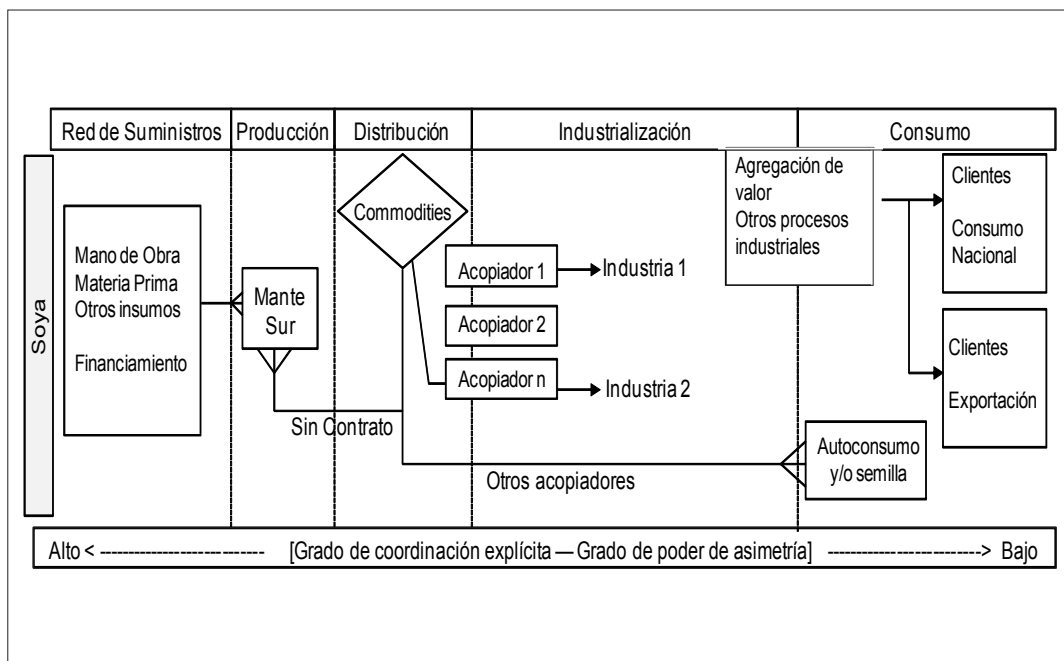 Red de Suministros
Producción
Distribución
Industrialización
Consumo
Soya
Mano de Obra
Materia Prima
Otros insumos
Financiamiento
Mante
Sur
Commodities
Sin Contrato
Acopiador 1
Industria 1
Acopiador 2
Acopiador n
Industria 2
Otros acopiadores
Agregación de
valor
Otros procesos
industriales
Clientes
Consumo
Nacional
Clientes
Exportación
Autoconsumo
y/o semilla
Alto < --------------------------- [Grado de coordinación explícita — Grado de poder de asimetría] --------------------------> Bajo